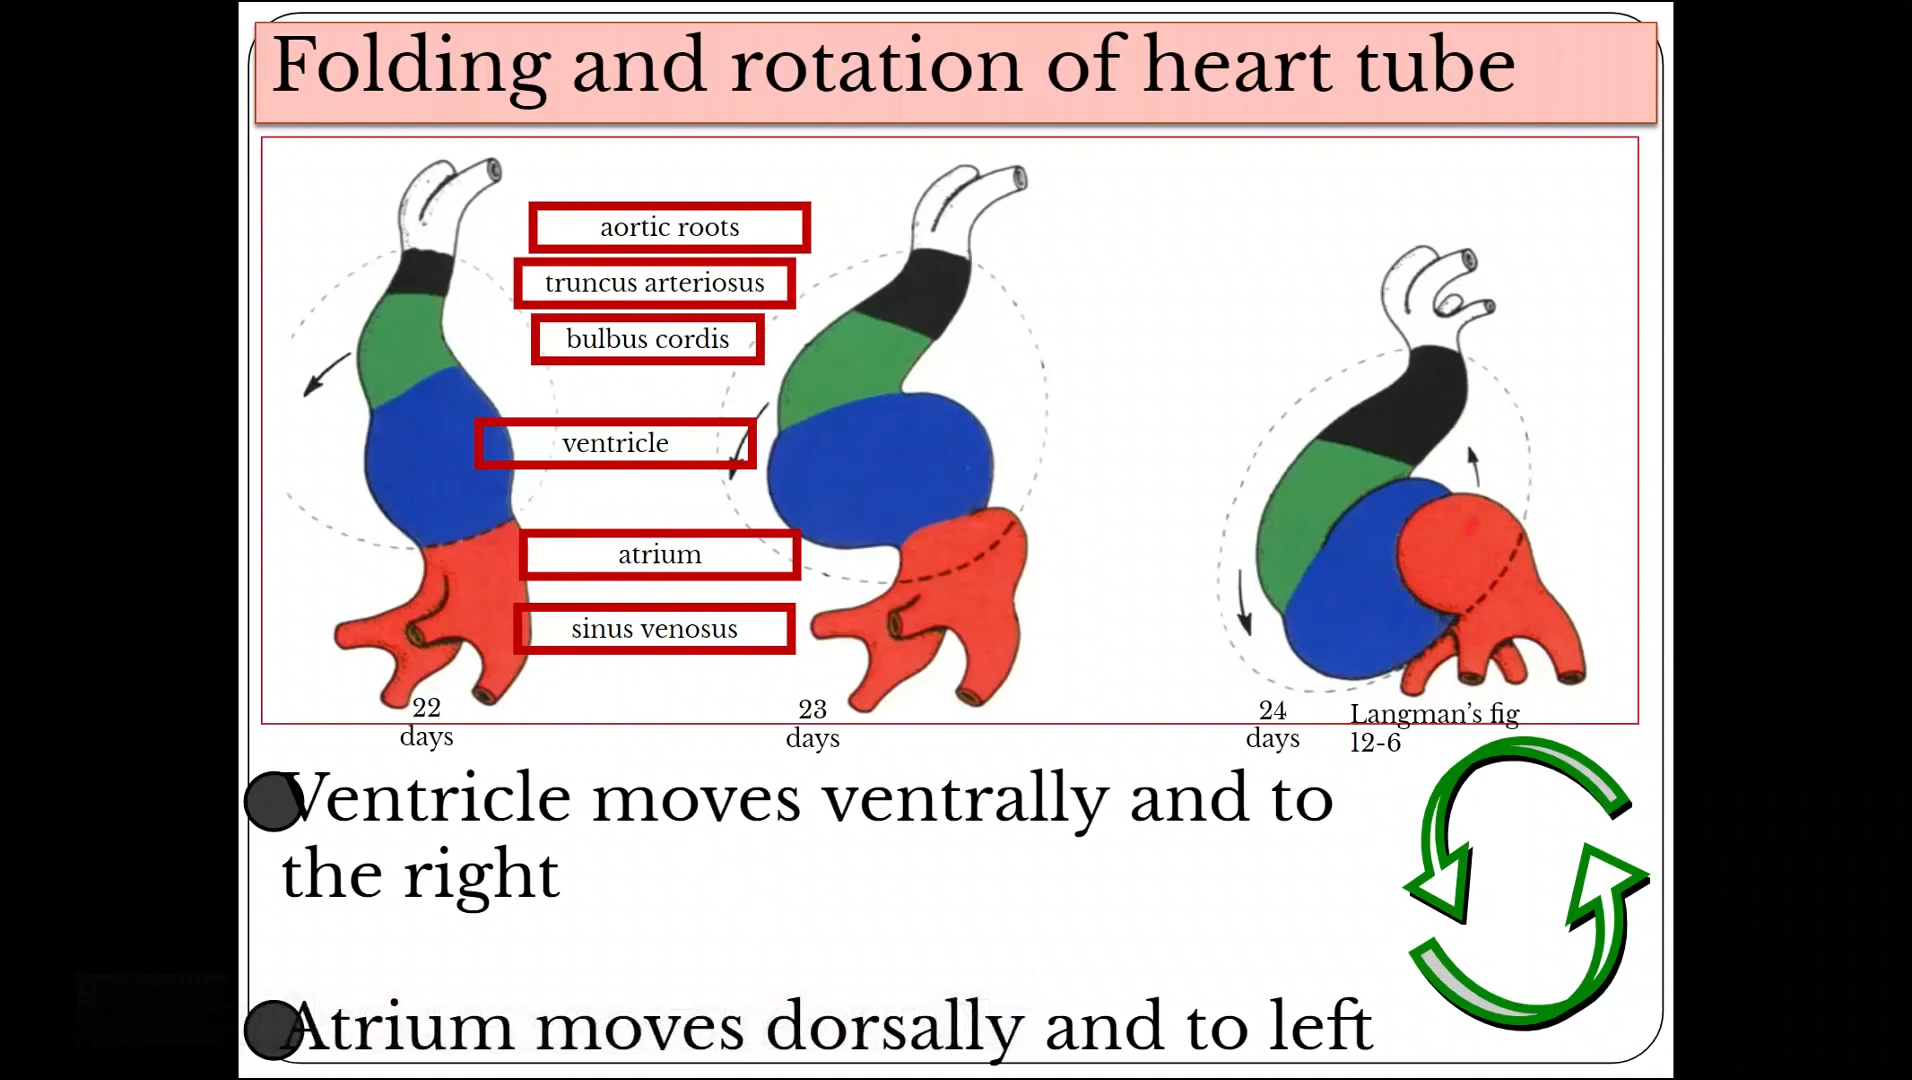 Folding and rotation of heart tube
aortic roots
truncus arteriosus
bulbus cordis
ventricle
atrium
sinus venosus
22
days
23
days
24
days
Langman's fig
12-6
Ventricle moves ventrally and to
the right
Atrium moves dorsally and to left